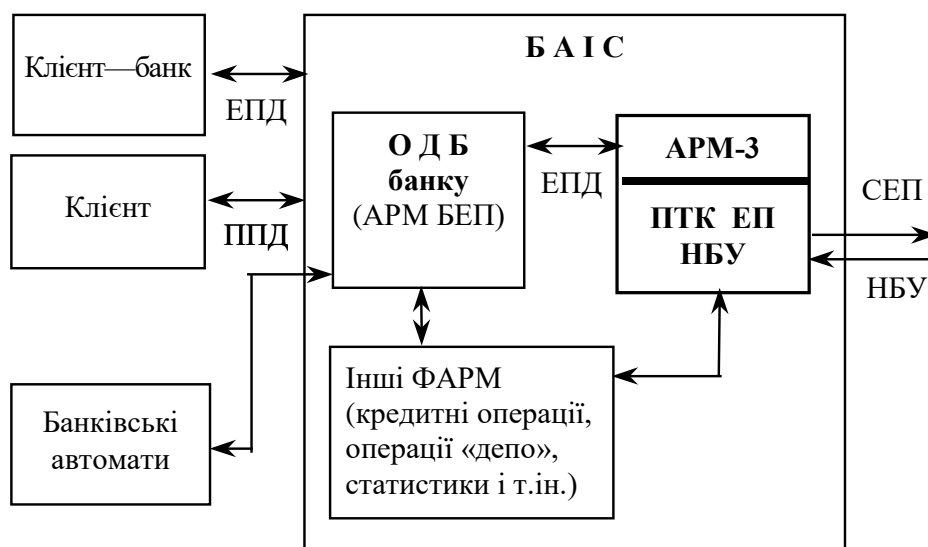 Б А І С
Клієнт—банк
ЕПД
О Д Б
банку
(АРМ БЕП)
ЕПД
АРМ-3
ПТК ЕП
НБУ
СЕП
НБУ
Клієнт
ППД
Інші ФАРМ
(кредитні операції,
операції «депо»,
статистики і т.ін.)
Банківські
автомати